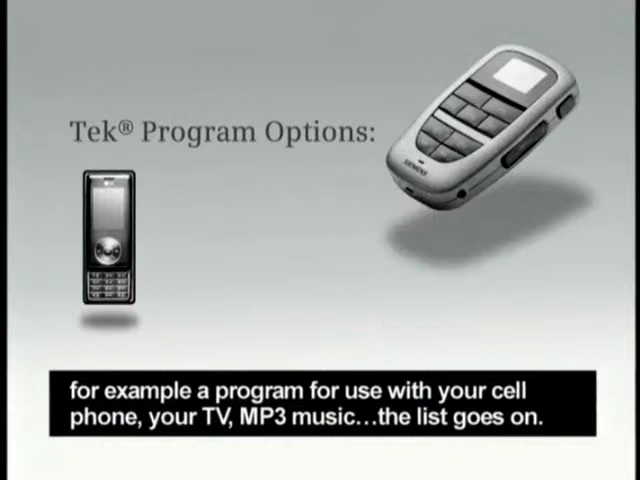 Tek® Program Options:
SIEMENS
for example a program for use with your cell
phone, your TV, MP3 music...the list goes on.